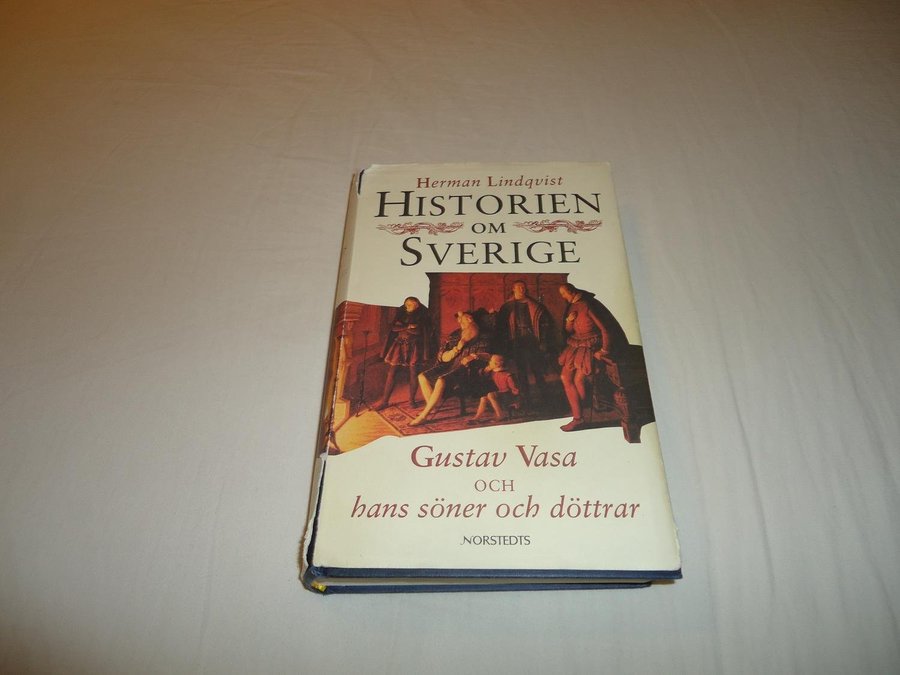 Herman Lindqvist
HISTORIEN
OM
SVERIGE
Gustav Vasa
OCH
hans söner och döttrar
NORSTEDTS